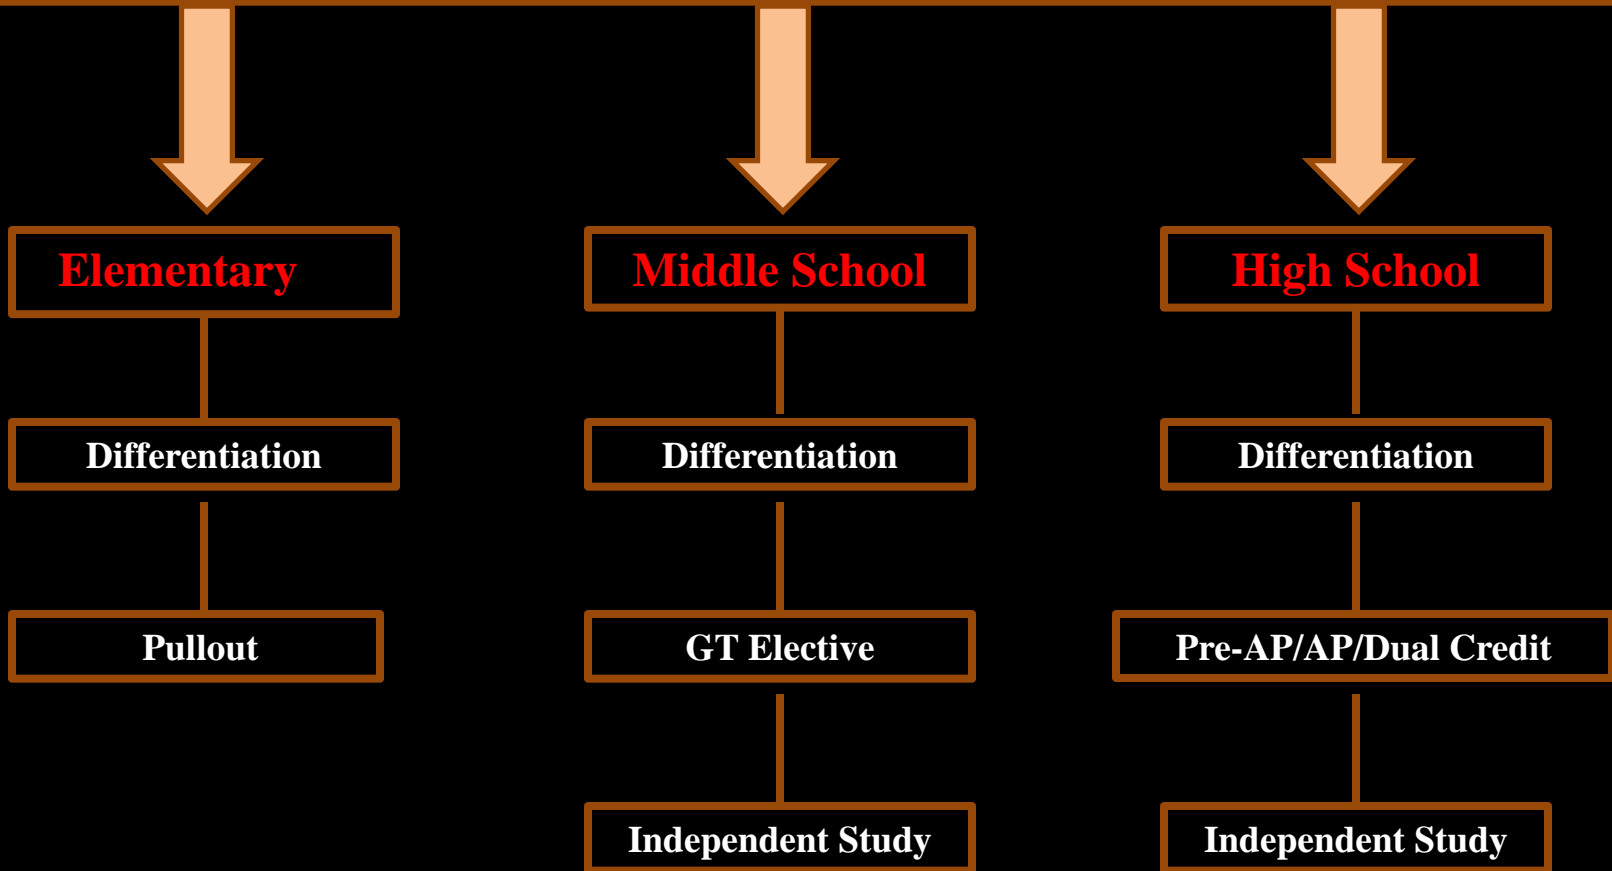 Elementary
Middle School
High School
Differentiation
Differentiation
Differentiation
Pullout
GT Elective
Pre-AP/AP/Dual Credit
Independent Study
Independent Study